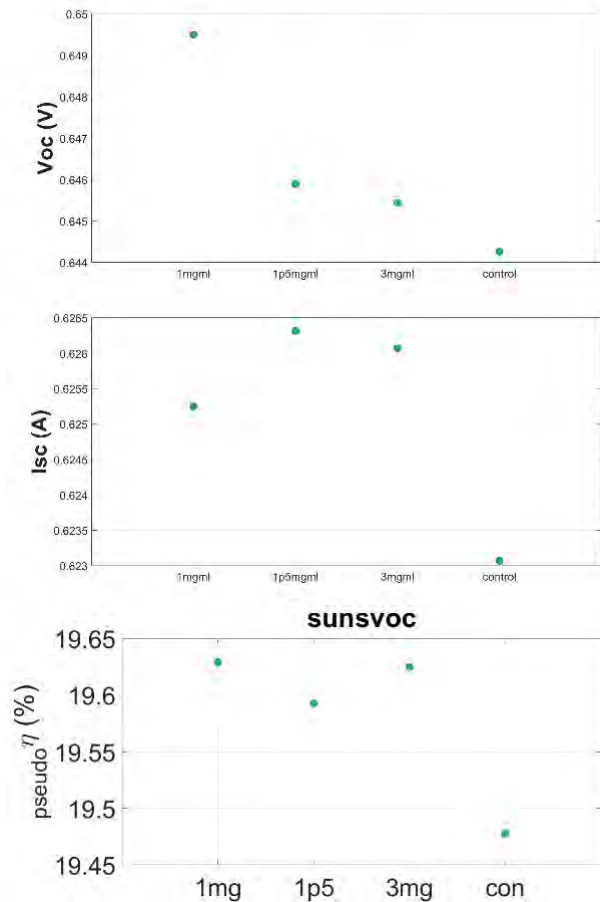 0.65
0.649
0.648
0.647
0.646
0.645
0.644
Voc (V)
1mgml 1p5mgml 3mgml control
0.6265
0.626
0.6255
0.625
0.6245
0.624
0.6235
0.623
Isc (A)
1mgml 1p5mgml 3mgml control
sunsvoc
19.65
19.6
19.55
19.5
19.45
pseudo η (%)
1mg 1p5 3mg con